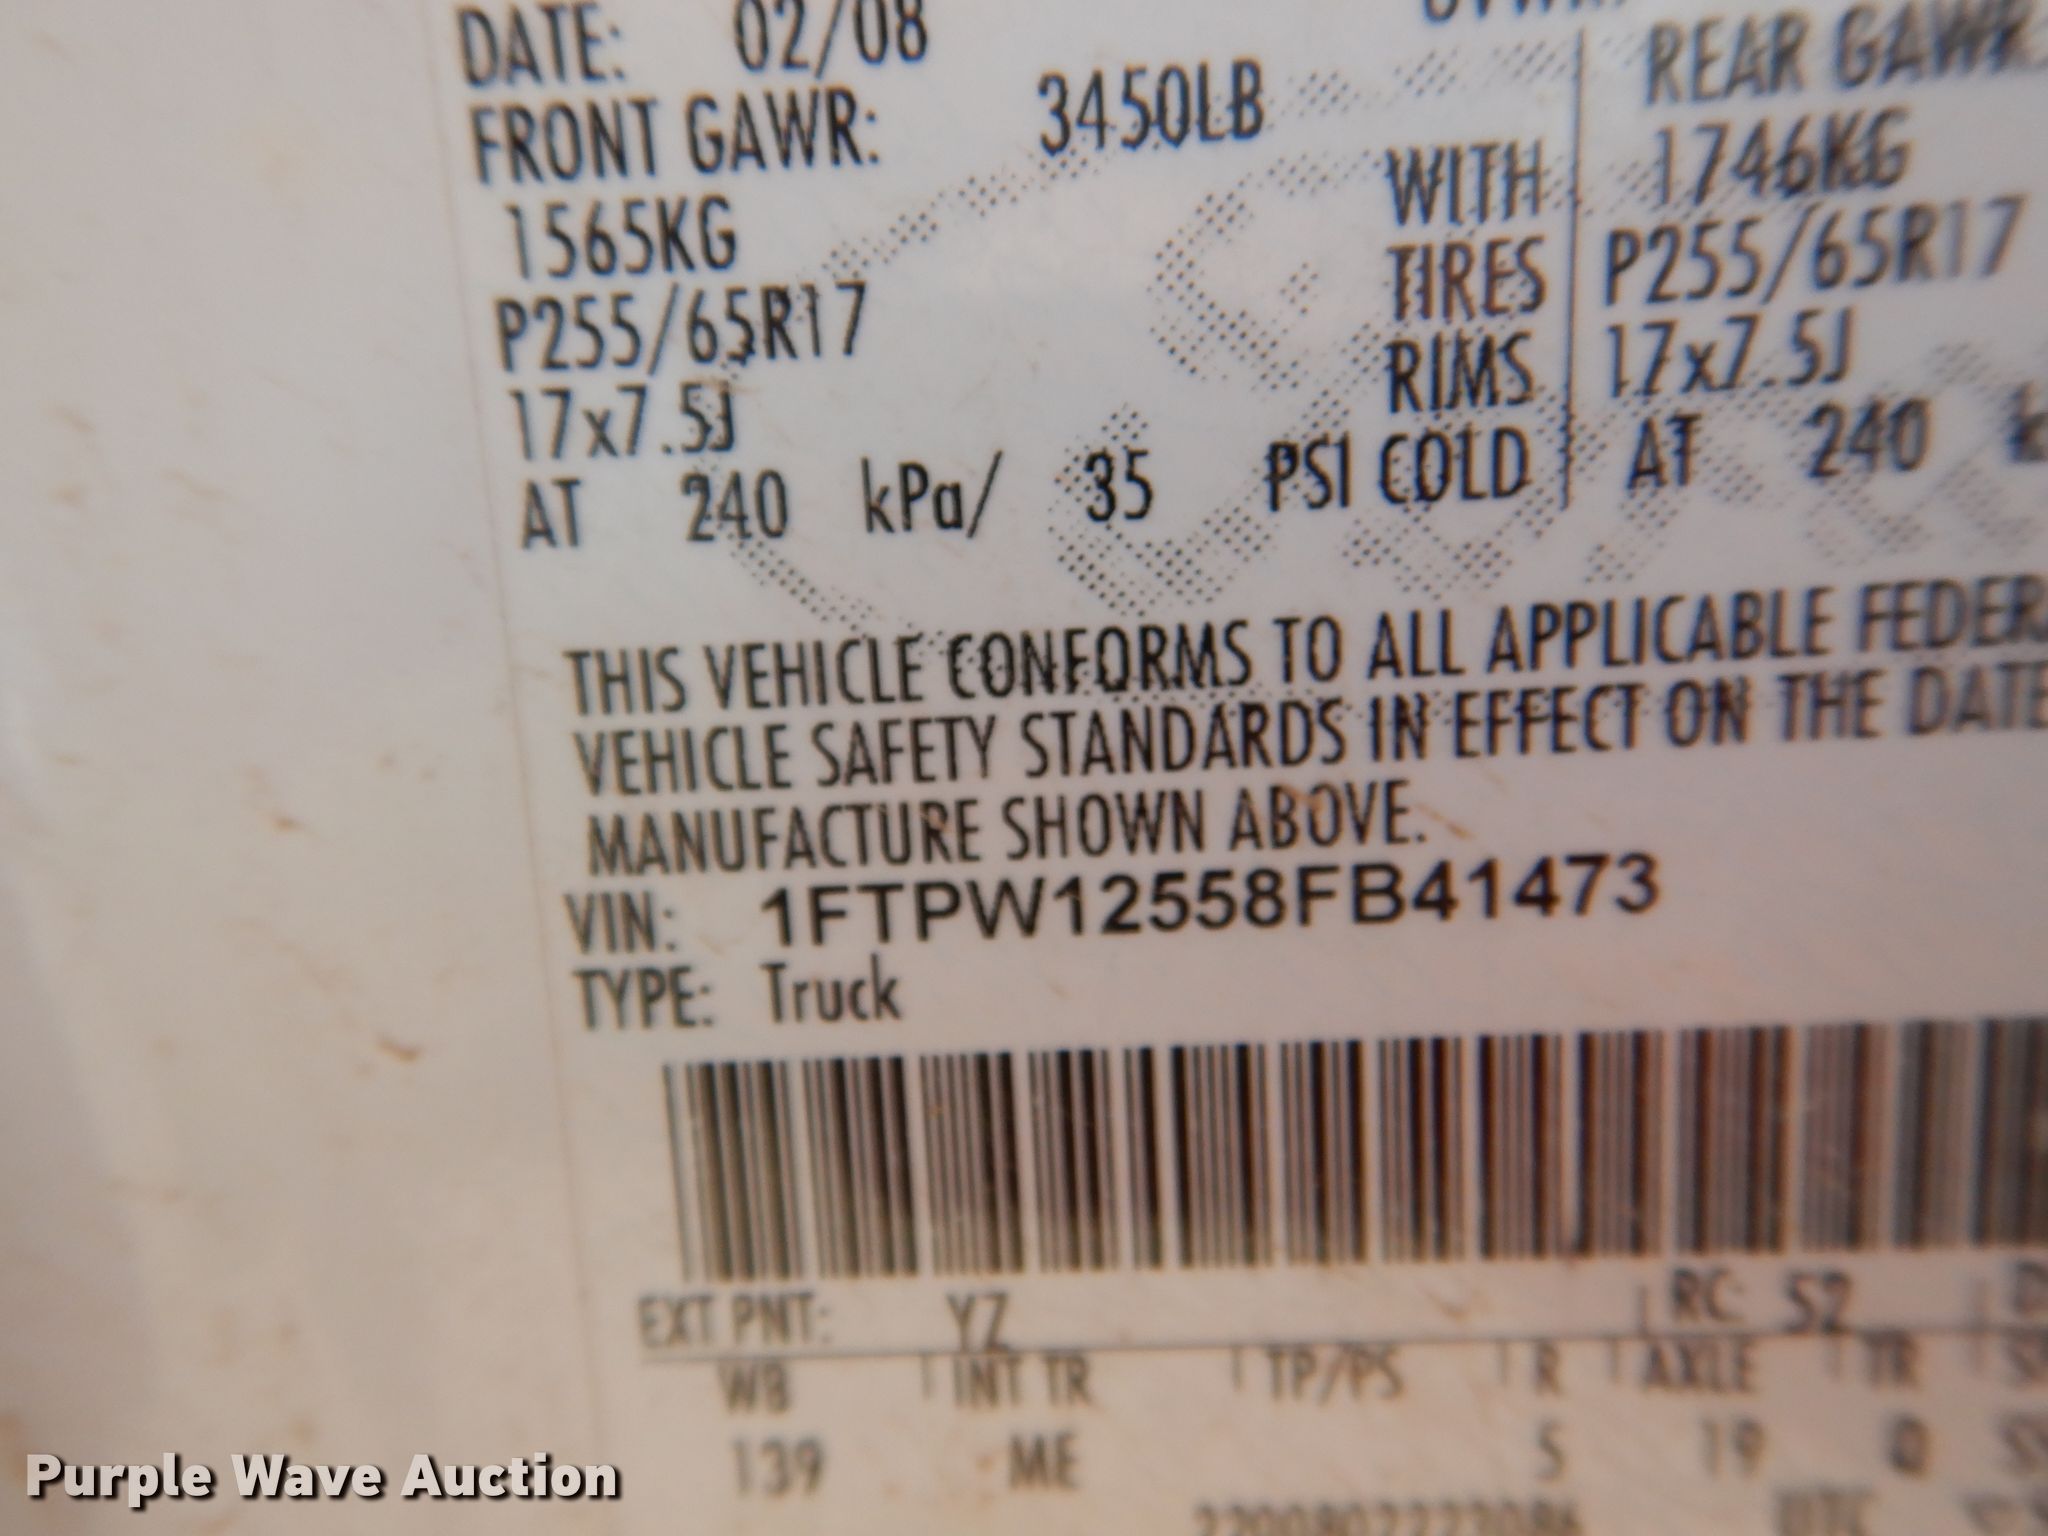 DATE: 02/08
FRONT GAWR: 3450LB
REAR GAWR:
1565KG
WITH
1746KG
P255/65R17
TIRES
P255/65R17
17x7.5J
RIMS
17x7.5J
AT 240 kPa/ 35 PSI COLD
AT 240
THIS VEHICLE CONFORMS TO ALL APPLICABLE FEDERA
VEHICLE SAFETY STANDARDS IN EFFECT ON THE DATE
MANUFACTURE SHOWN ABOVE.
VIN: 1FTPW12558FB41473
TYPE: Truck
EXT PNT: YZ
RC: 52
WB INT TR TP/PS R AXLE TR
139 ME 5 19 Q
Purple Wave Auction